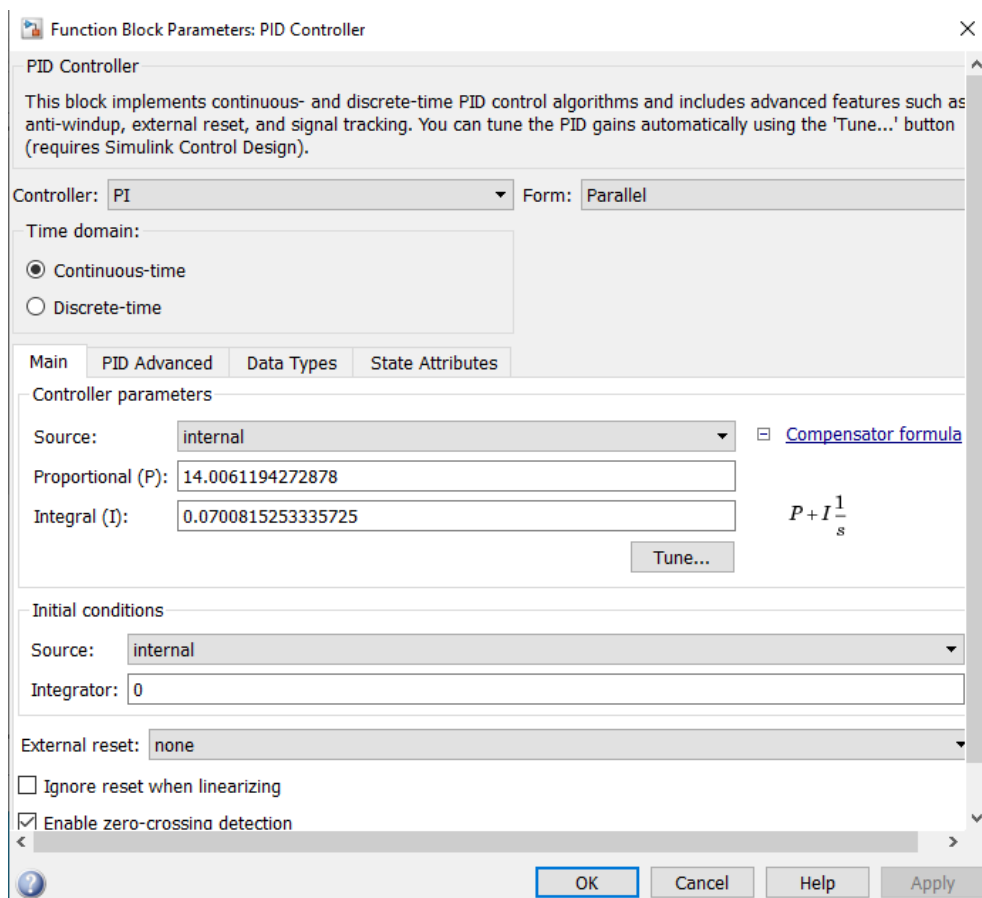 Function Block Parameters: PID Controller
PID Controller
This block implements continuous- and discrete-time PID control algorithms and includes advanced features such as
anti-windup, external reset, and signal tracking. You can tune the PID gains automatically using the 'Tune...' button
(requires Simulink Control Design).
Controller: PI Form: Parallel
Time domain:
Continuous-time
Discrete-time
Main PID Advanced Data Types State Attributes
Controller parameters
Source: internal Compensator formula
Proportional (P): 14.0061194272878
Integral (I): 0.0700815253335725
P+I 1/s
Tune...
Initial conditions
Source: internal
Integrator: 0
External reset: none
Ignore reset when linearizing
Enable zero-crossing detection
OK Cancel Help Apply